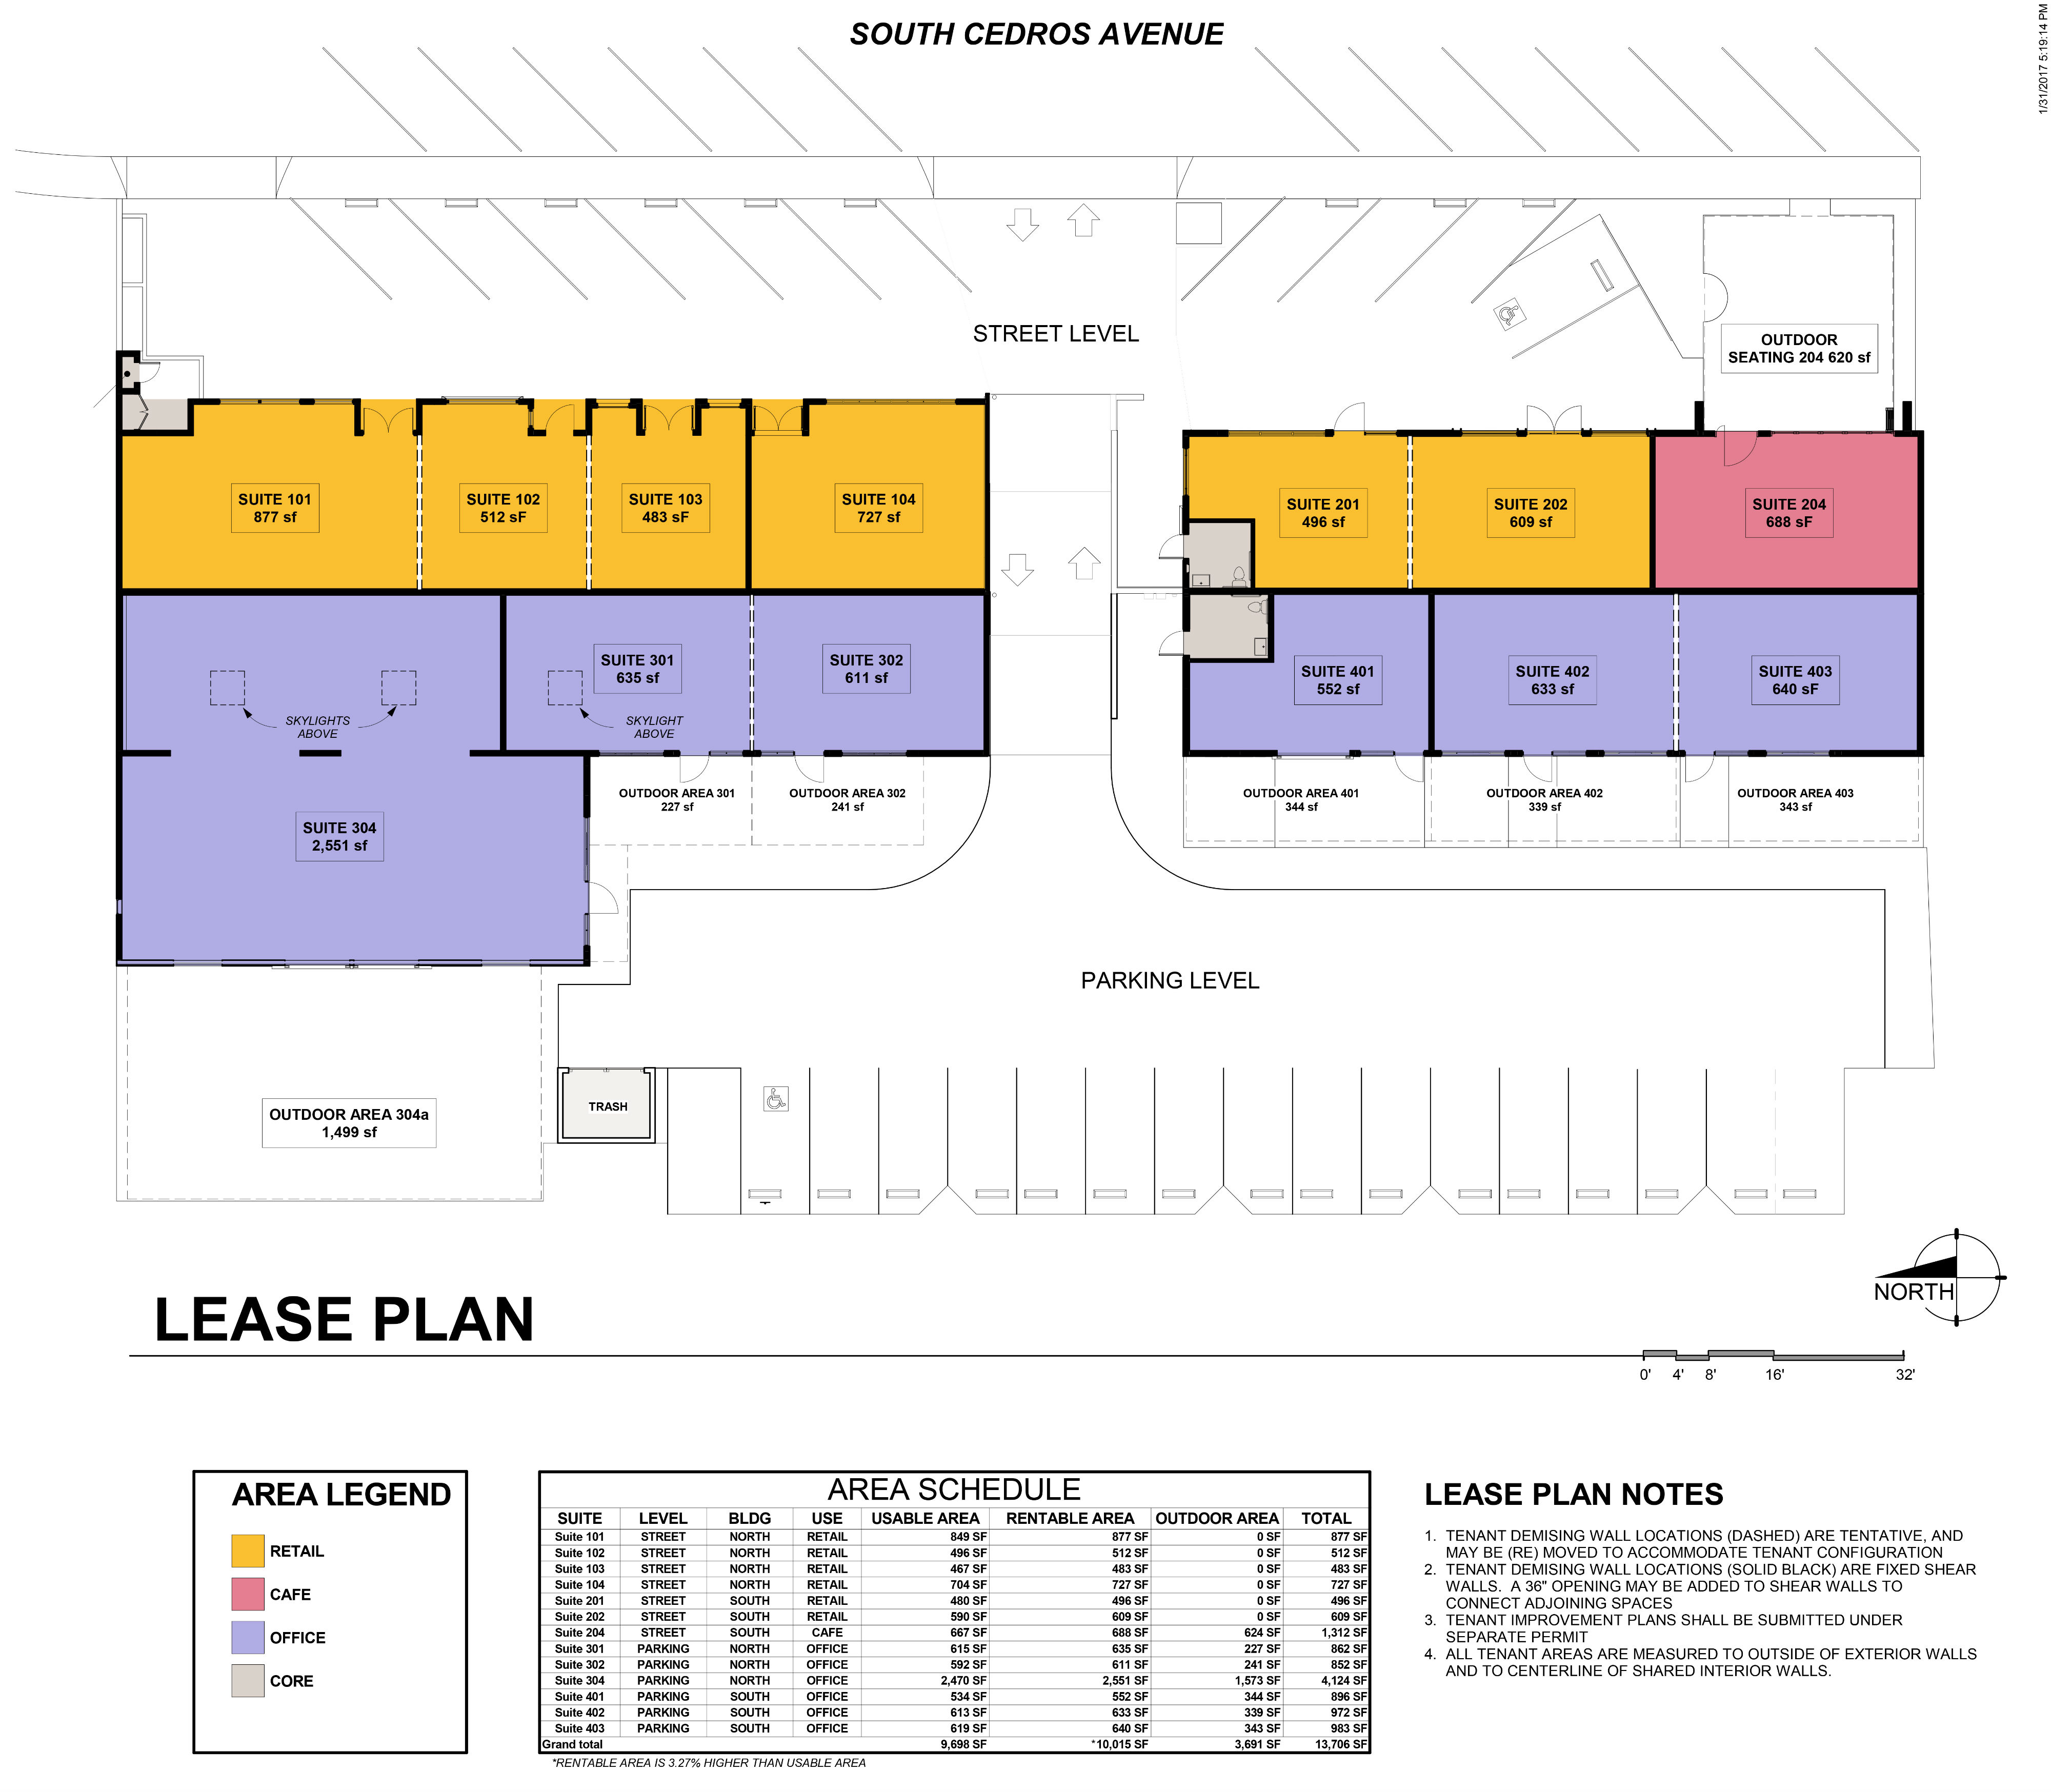 SOUTH CEDROS AVENUE
1/31/2017 5:19:14 PM
STREET LEVEL
OUTDOOR
SEATING 204 620 sf
SUITE 101
877 sf
SUITE 102
512 sF
SUITE 103
483 sF
SUITE 104
727 sf
SUITE 201
496 sf
SUITE 202
609 sf
SUITE 204
688 sF
SUITE 301
635 sf
SUITE 302
611 sf
SUITE 401
552 sf
SUITE 402
633 sf
SUITE 403
640 sF
SKYLIGHTS
ABOVE
SKYLIGHT
ABOVE
OUTDOOR AREA 301
227 sf
OUTDOOR AREA 302
241 sf
OUTDOOR AREA 401
344 sf
OUTDOOR AREA 402
339 sf
OUTDOOR AREA 403
343 sf
SUITE 304
2,551 sf
PARKING LEVEL
TRASH
OUTDOOR AREA 304a
1,499 sf
NORTH
LEASE PLAN
0' 4' 8' 16' 32'
AREA LEGEND
RETAIL
CAFE
OFFICE
CORE
AREA SCHEDULE
SUITE LEVEL BLDG USE USABLE AREA RENTABLE AREA OUTDOOR AREA TOTAL
Suite 101 STREET NORTH RETAIL 849 SF 877 SF 0 SF 877 SF
Suite 102 STREET NORTH RETAIL 496 SF 512 SF 0 SF 512 SF
Suite 103 STREET NORTH RETAIL 467 SF 483 SF 0 SF 483 SF
Suite 104 STREET NORTH RETAIL 704 SF 727 SF 0 SF 727 SF
Suite 201 STREET SOUTH RETAIL 480 SF 496 SF 0 SF 496 SF
Suite 202 STREET SOUTH RETAIL 590 SF 609 SF 0 SF 609 SF
Suite 204 STREET SOUTH CAFE 667 SF 688 SF 624 SF 1,312 SF
Suite 301 PARKING NORTH OFFICE 615 SF 635 SF 227 SF 862 SF
Suite 302 PARKING NORTH OFFICE 592 SF 611 SF 241 SF 852 SF
Suite 304 PARKING NORTH OFFICE 2,470 SF 2,551 SF 1,573 SF 4,124 SF
Suite 401 PARKING SOUTH OFFICE 534 SF 552 SF 344 SF 896 SF
Suite 402 PARKING SOUTH OFFICE 613 SF 633 SF 339 SF 972 SF
Suite 403 PARKING SOUTH OFFICE 619 SF 640 SF 343 SF 983 SF
Grand total 9,698 SF *10,015 SF 3,691 SF 13,706 SF
*RENTABLE AREA IS 3.27% HIGHER THAN USABLE AREA
LEASE PLAN NOTES
1. TENANT DEMISING WALL LOCATIONS (DASHED) ARE TENTATIVE, AND
MAY BE (RE) MOVED TO ACCOMMODATE TENANT CONFIGURATION
2. TENANT DEMISING WALL LOCATIONS (SOLID BLACK) ARE FIXED SHEAR
WALLS. A 36" OPENING MAY BE ADDED TO SHEAR WALLS TO
CONNECT ADJOINING SPACES
3. TENANT IMPROVEMENT PLANS SHALL BE SUBMITTED UNDER
SEPARATE PERMIT
4. ALL TENANT AREAS ARE MEASURED TO OUTSIDE OF EXTERIOR WALLS
AND TO CENTERLINE OF SHARED INTERIOR WALLS.